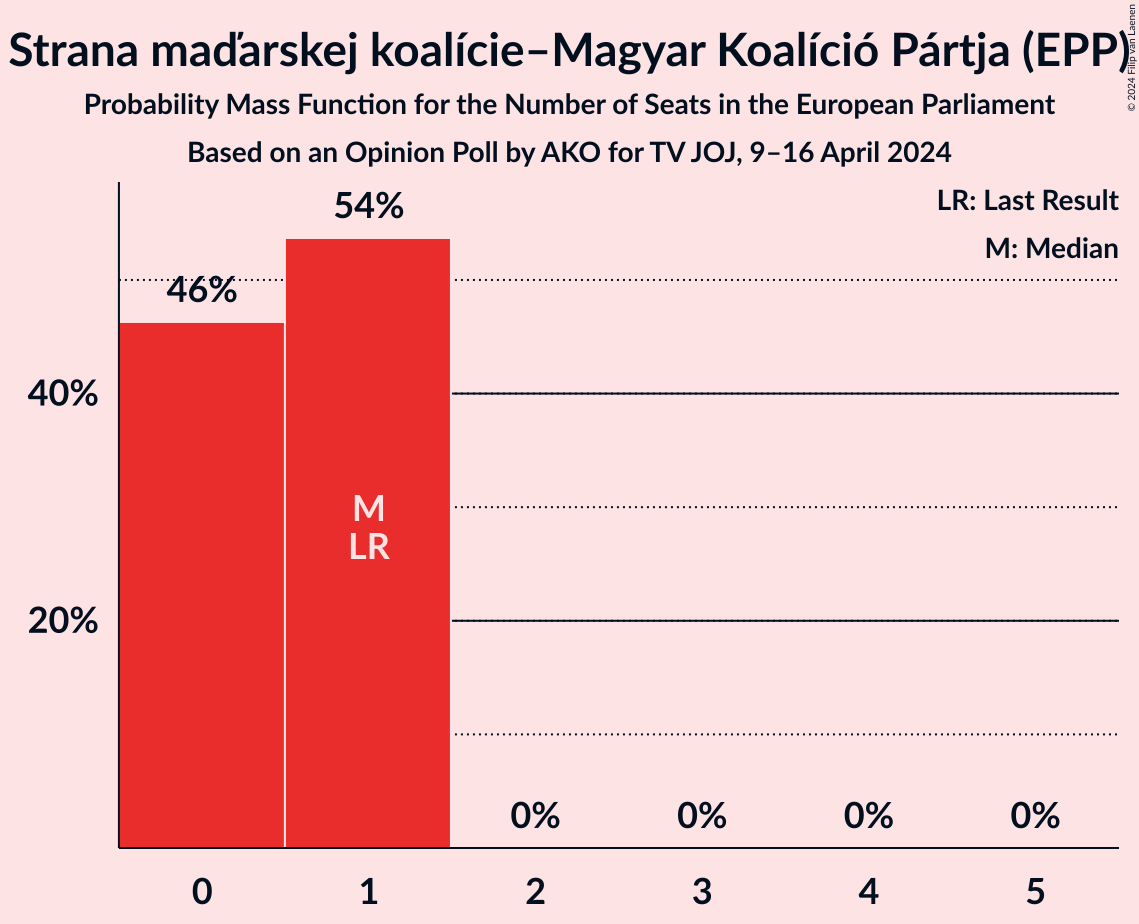 Strana maďarskej koalície–Magyar Koalíció Pártja (EPP)
© 2024 Filip van Laenen
Probability Mass Function for the Number of Seats in the European Parliament
Based on an Opinion Poll by AKO for TV JOJ, 9–16 April 2024
LR: Last Result
M: Median
54%
46%
40%
M
LR
20%
0% 0% 0% 0%
0 1 2 3 4 5